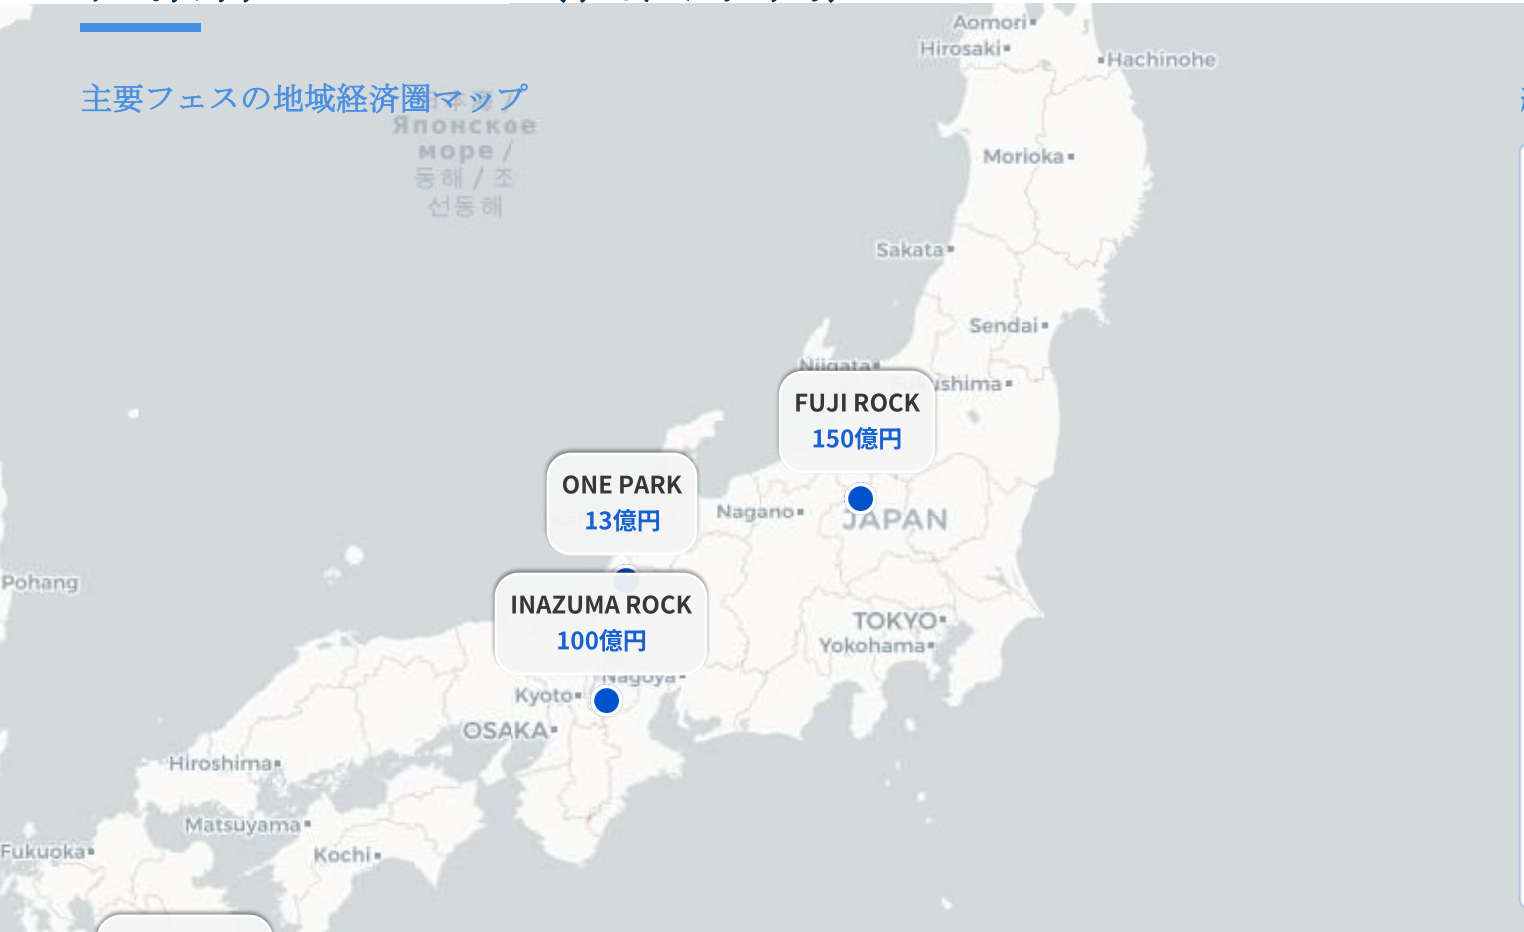 主要フェスの地域経済圏マップ
Японское
море /
동해 / 조
선동해
Aomori
Hirosaki
Hachinohe
Morioka
Sakata
Sendai
Niigata
FUJI ROCK
150億円
ONE PARK
13億円
Nagano
JAPAN
Pohang
INAZUMA ROCK
100億円
TOKYO
Yokohama
Nagoya
Kyoto
OSAKA
Hiroshima
Matsuyama
Fukuoka
Kochi